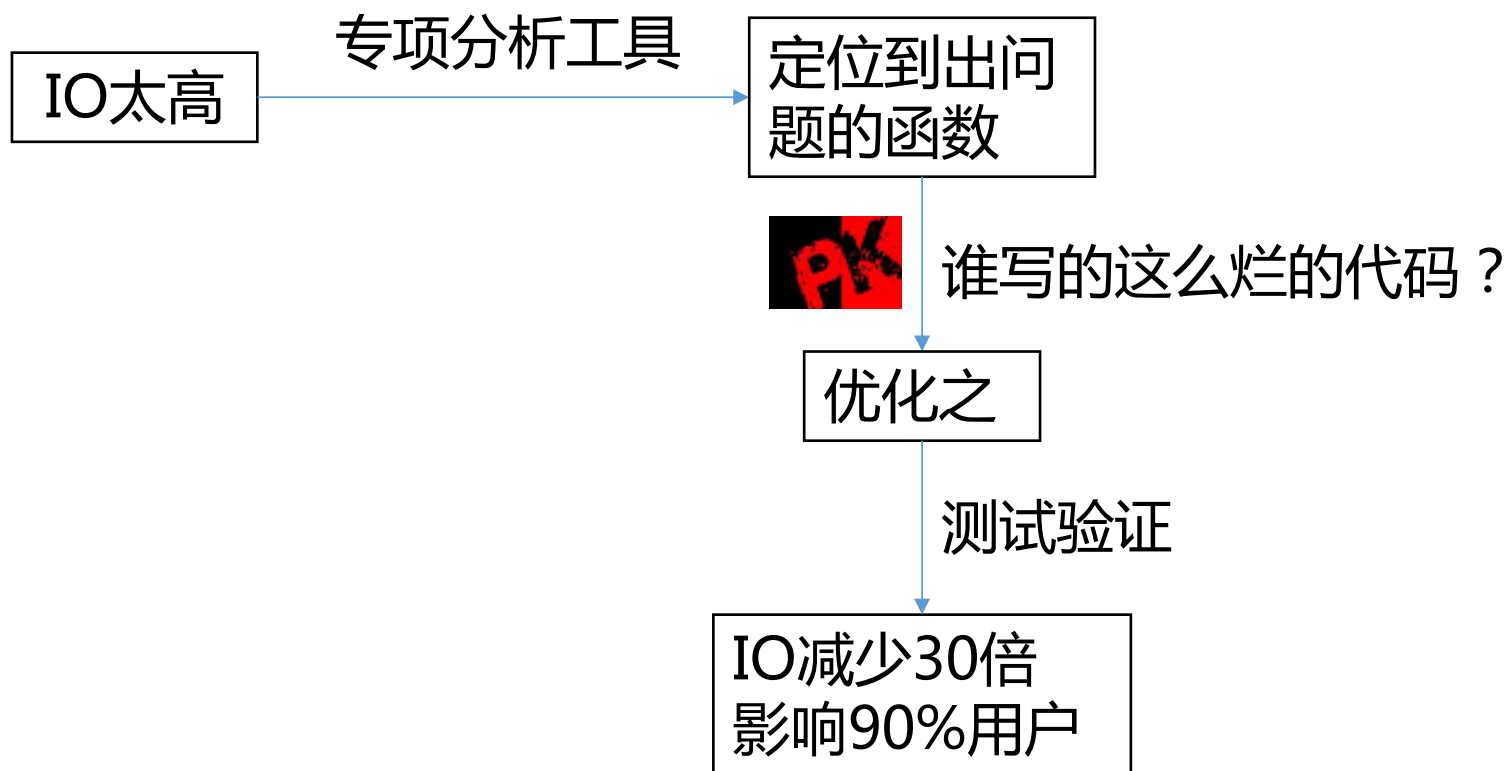 专项分析工具
IO太高
定位到出问
题的函数
PK
谁写的这么烂的代码？
优化之
测试验证
IO减少30倍
影响90%用户